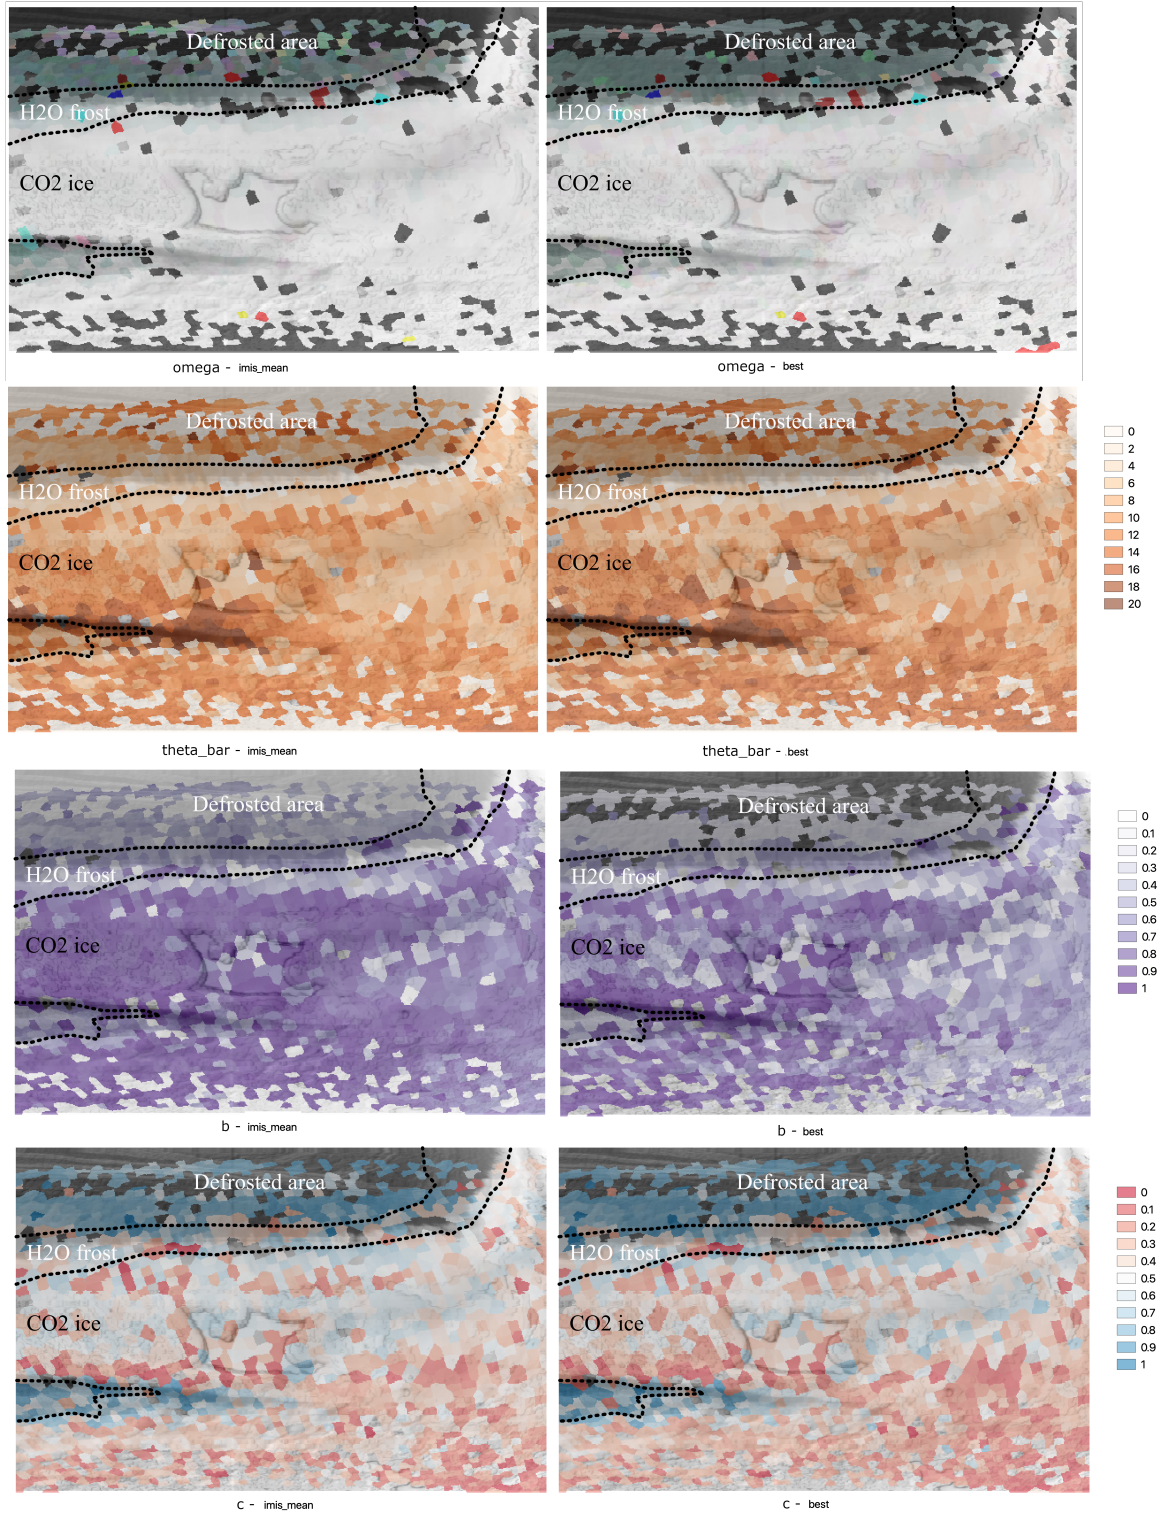 Defrosted area
Defrosted area
H2O frost
H2O frost
CO2 ice
CO2 ice
omega - imis_mean
omega - best
Defrosted area
Defrosted area
H2O frost
H2O frost
CO2 ice
CO2 ice
0
2
4
6
8
10
12
14
16
18
20
theta_bar - imis_mean
theta_bar - .best
Defrosted area
Defrosted area
H2O frost
H2O frost
CO2 ice
CO2 ice
0
0.1
0.2
0.3
0.4
0.5
0.6
0.7
0.8
0.9
1
b - imis_mean
b - best
Defrosted area
Defrosted area
H2O frost
H2O frost
CO2 ice
CO2 ice
0
0.1
0.2
0.3
0.4
0.5
0.6
0.7
0.8
0.9
1
c - imis_mean
c - best